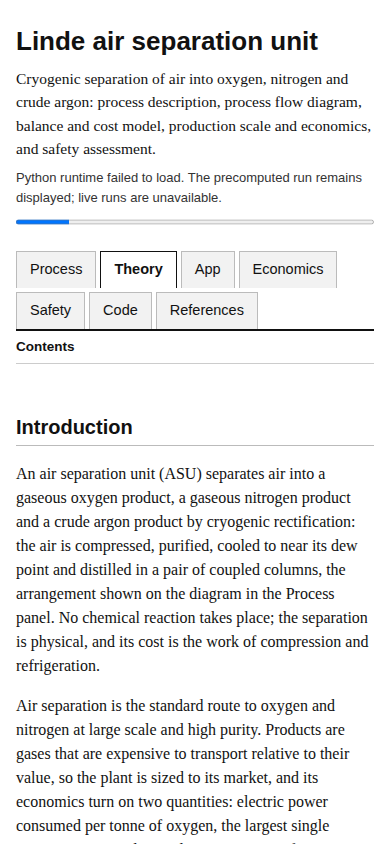 Linde air separation unit
Cryogenic separation of air into oxygen, nitrogen and
crude argon: process description, process flow diagram,
balance and cost model, production scale and economics,
and safety assessment.
Python runtime failed to load. The precomputed run remains
displayed; live runs are unavailable.
Process Theory App Economics
Safety Code References
Contents
Introduction
An air separation unit (ASU) separates air into a
gaseous oxygen product, a gaseous nitrogen product
and a crude argon product by cryogenic rectification:
the air is compressed, purified, cooled to near its dew
point and distilled in a pair of coupled columns, the
arrangement shown on the diagram in the Process
panel. No chemical reaction takes place; the separation
is physical, and its cost is the work of compression and
refrigeration.
Air separation is the standard route to oxygen and
nitrogen at large scale and high purity. Products are
gases that are expensive to transport relative to their
value, so the plant is sized to its market, and its
economics turn on two quantities: electric power
consumed per tonne of oxygen, the largest single